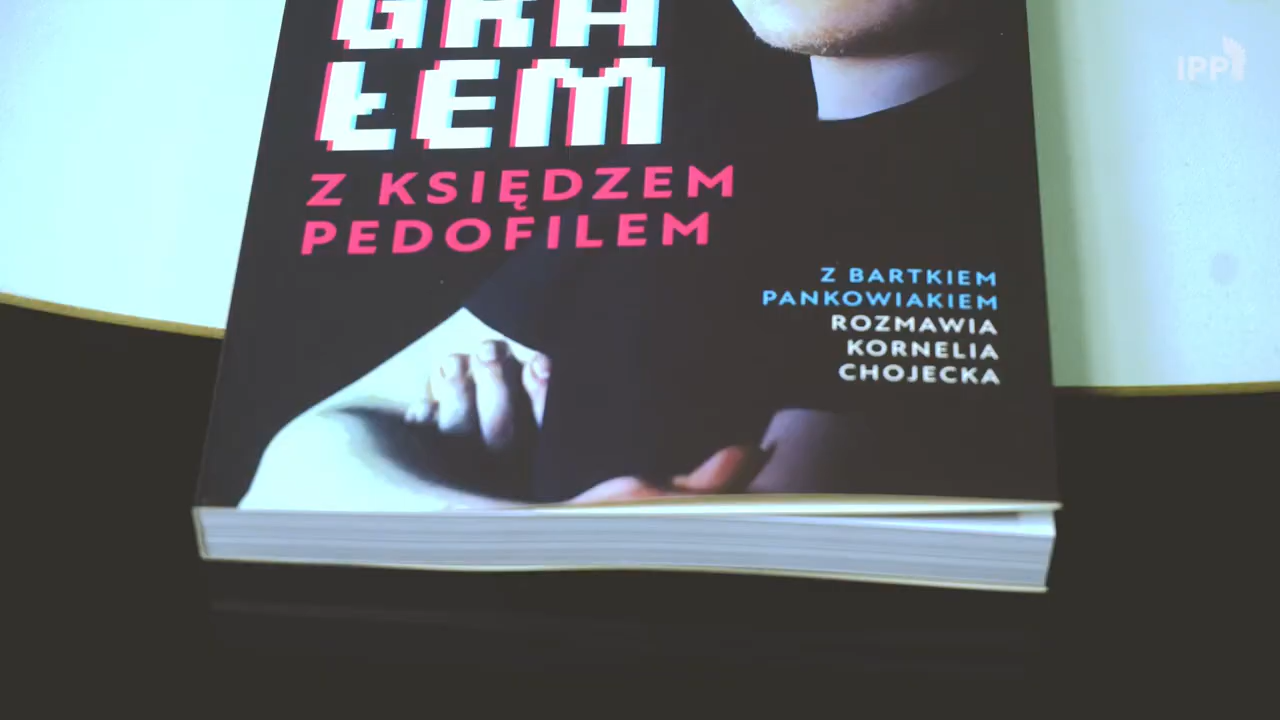 GRA
ŁEM
Z KSIĘDZEM
PEDOFILEM
Z BARTKIEM
PANKOWIAKIEM
ROZMAWIA
KORNELIA
CHOJECKA
IPP